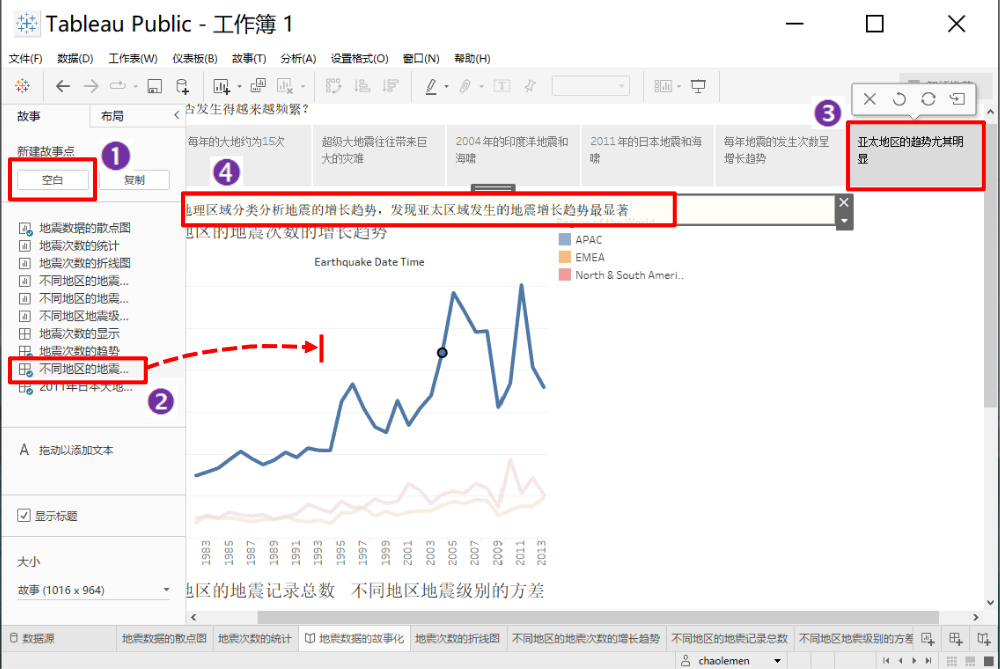 Tableau Public - 工作簿 1
文件(F) 数据(D) 工作表(W) 仪表板(B) 故事(T) 分析(A) 设置格式(O) 窗口(N) 帮助(H)
故事 布局
新建故事点
空白 复制
1
地震数据的散点图
地震次数的统计
地震次数的折线图
不同地区的地震...
不同地区的地震...
不同地区地震级...
地震次数的显示
地震次数的趋势
不同地区的地震...
2011年日本大地...
2
A 拖动以添加文本
显示标题
大小
故事 (1016 x 964)
发生得越来越频繁?
3
每年的大地约为15次
超级大地震往往带来巨
大的灾难
2004 年的印度洋地震和
海啸
2011 年的日本地震和海
啸
每年地震的发生次数呈
增长趋势
亚太地区的趋势尤其明
显
4
地理区域分类分析地震的增长趋势，发现亚太区域发生的地震增长趋势最显著
地区的地震次数的增长趋势
Region of the World
APAC
EMEA
North & South Ameri..
Earthquake Date Time
1983 1985 1987 1989 1991 1993 1995 1997 1999 2001 2003 2005 2007 2009 2011 2013
地区的地震记录总数 不同地区地震级别的方差
数据源 地震数据的散点图 地震次数的统计 地震数据的故事化 地震次数的折线图 不同地区的地震次数的增长趋势 不同地区的地震记录总数 不同地区地震级别的方差
chaolemen